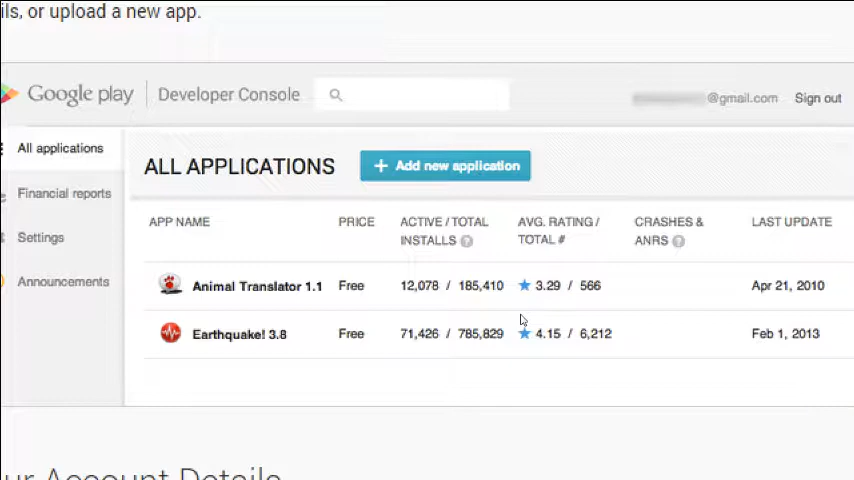 ils, or upload a new app.
Google play Developer Console @gmail.com Sign out
All applications
Financial reports
Settings
Announcements
ALL APPLICATIONS + Add new application
APP NAME PRICE ACTIVE / TOTAL INSTALLS ? AVG. RATING / TOTAL # CRASHES & ANRS ? LAST UPDATE
Animal Translator 1.1 Free 12,078 / 185,410 3.29 / 566 Apr 21, 2010
Earthquake! 3.8 Free 71,426 / 785,829 4.15 / 6,212 Feb 1, 2013
ur Account Details